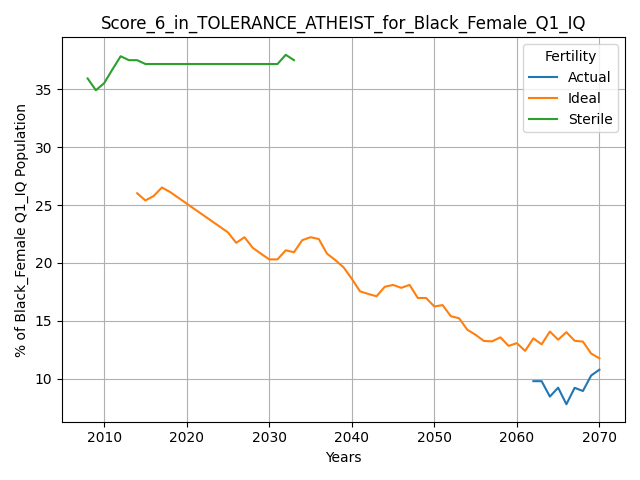 Score_6_in_TOLERANCE_ATHEIST_for_Black_Female_Q1_IQ
Fertility
Actual
Ideal
Sterile
% of Black_Female Q1_IQ Population
35
30
25
20
15
10
2010
2020
2030
2040
2050
2060
2070
Years